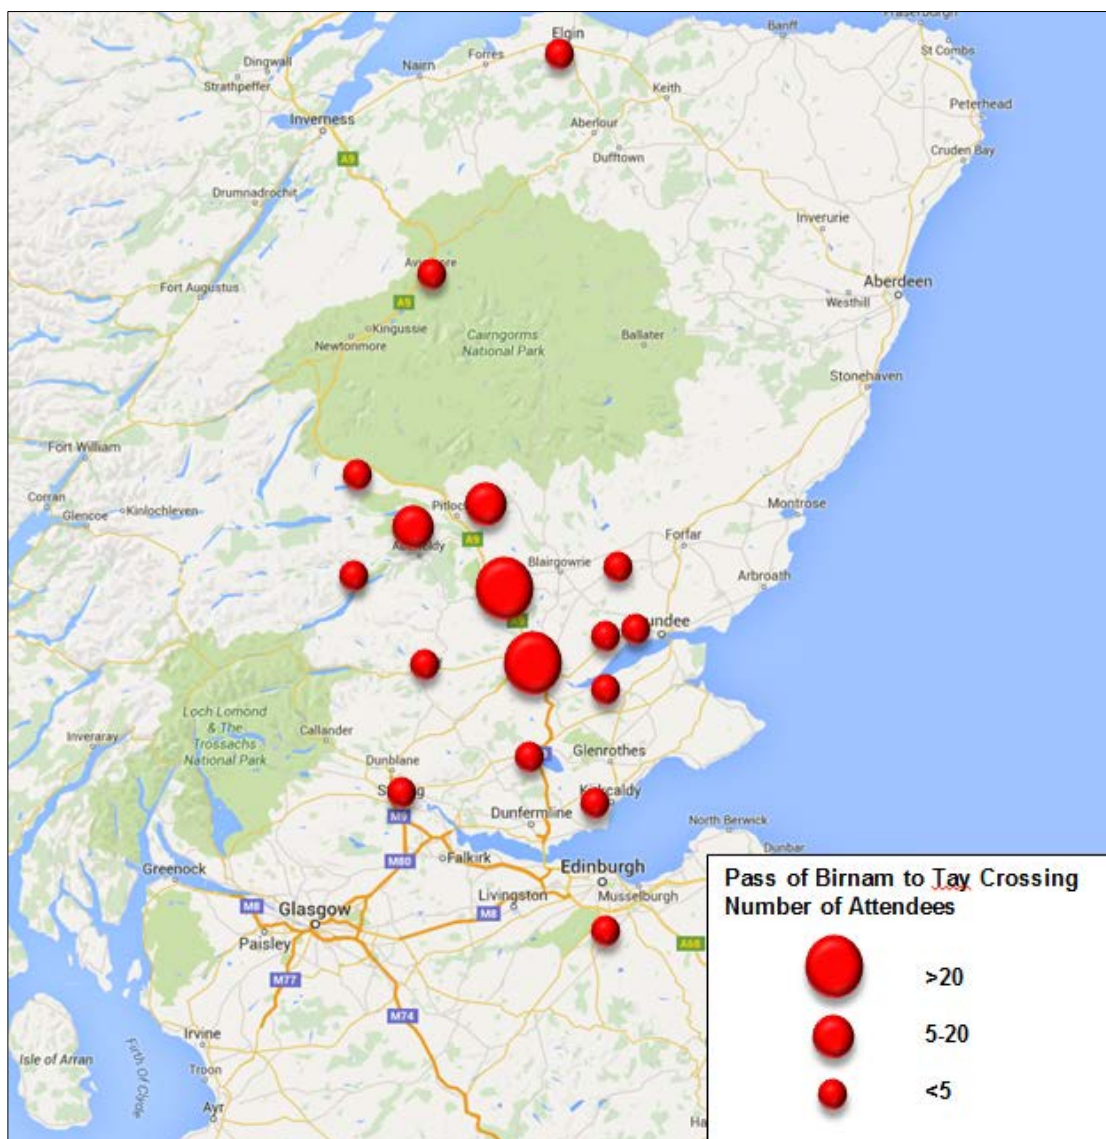 Fraserburgh
Elgin
Banff
St Combs
Dingwall
Forres
Nairn
Strathpeffer
Keith
Peterhead
Inverness
Aberlour
Dufftown
Cruden Bay
A9
Drumnadrochit
Inverurie
Fort Augustus
Aberdeen
Westhill
A9
Kingussie
Newtonmore
Cairngorms
National Park
Ballater
Stonehaven
Fort William
Corran
Glencoe
Kinlochleven
Montrose
A9
Forfar
Blairgowrie
Arbroath
A9
Loch Lomond
& The
Trossachs
National Park
Inveraray
Callander
Dunblane
Glenrothes
Dunfermline
M9
North Berwick
Dunbar
M80
Falkirk
Greenock
Edinburgh
Livingston
Musselburgh
M8
Glasgow
M8
Paisley
A68
M77
M74
Irvine
Isle of Arran
Firth Of Clyde
Troon
Ayr
Ha
Pass of Birnam to Tay Crossing
Number of Attendees
>20
5-20
<5